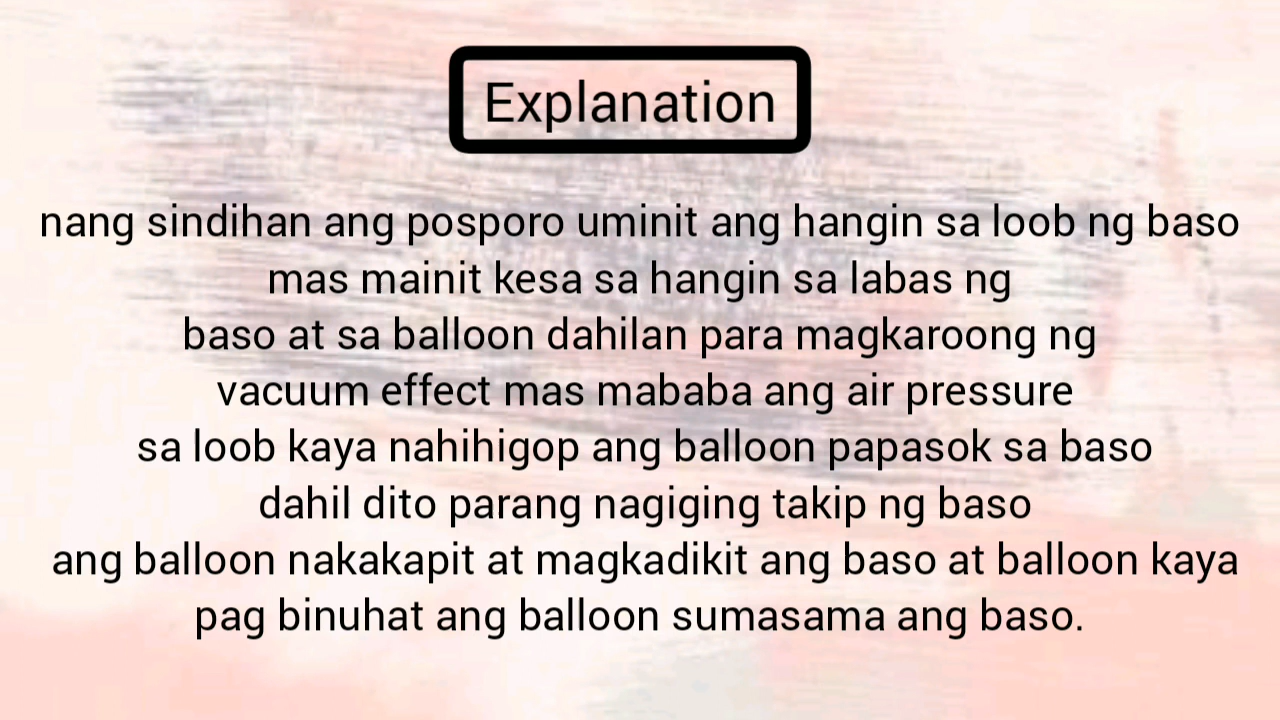 Explanation
nang sindihan ang posporo uminit ang hangin sa loob ng baso
mas mainit kesa sa hangin sa labas ng
baso at sa balloon dahilan para magkaroong ng
vacuum effect mas mababa ang air pressure
sa loob kaya nahihigop ang balloon papasok sa baso
dahil dito parang nagiging takip ng baso
ang balloon nakakapit at magkadikit ang baso at balloon kaya
pag binuhat ang balloon sumasama ang baso.